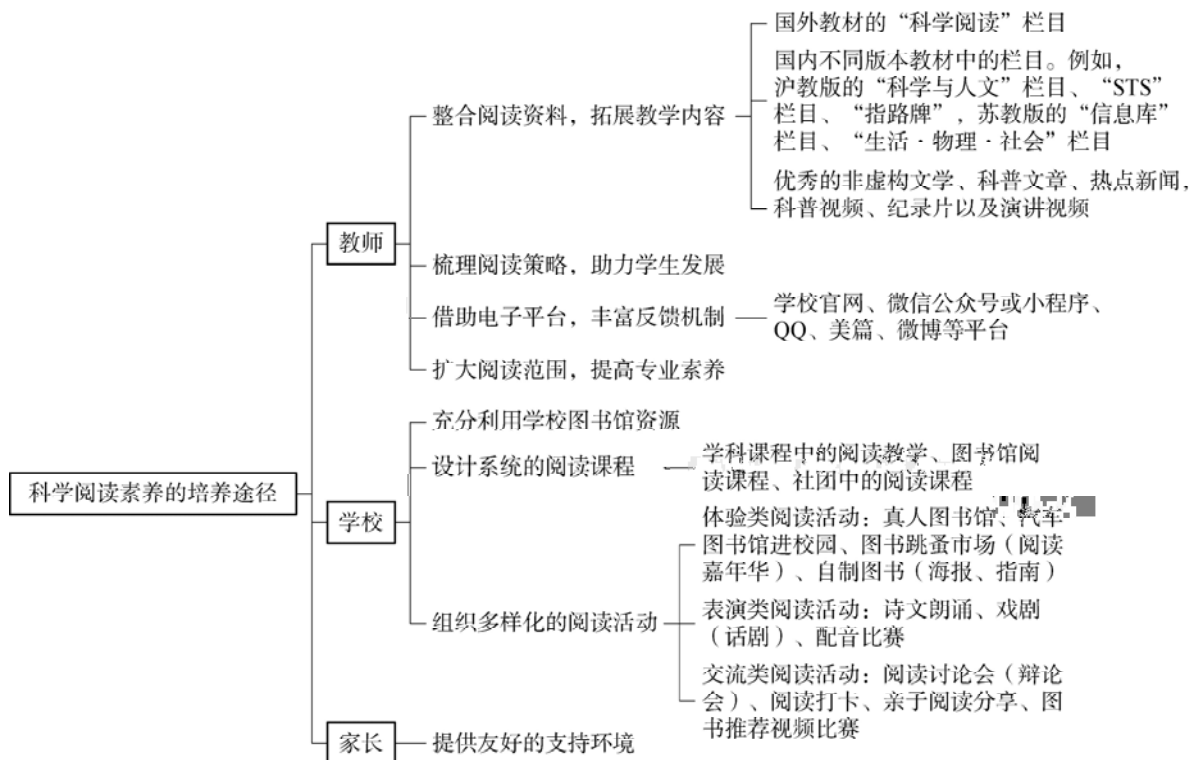 国外教材的“科学阅读”栏目
国内不同版本教材中的栏目。例如，
沪教版的“科学与人文”栏目、“STS”
栏目、“指路牌”，苏教版的“信息库”
栏目、“生活·物理·社会”栏目
整合阅读资料，拓展教学内容
优秀的非虚构文学、科普文章、热点新闻，
科普视频、纪录片以及演讲视频
教师
梳理阅读策略，助力学生发展
借助电子平台，丰富反馈机制
学校官网、微信公众号或小程序、
QQ、美篇、微博等平台
扩大阅读范围，提高专业素养
充分利用学校图书馆资源
设计系统的阅读课程
学科课程中的阅读教学、图书馆阅
读课程、社团中的阅读课程
科学阅读素养的培养途径
学校
体验类阅读活动：真人图书馆、汽车
图书馆进校园、图书跳蚤市场（阅读
嘉年华）、自制图书（海报、指南）
组织多样化的阅读活动
表演类阅读活动：诗文朗诵、戏剧
（话剧）、配音比赛
交流类阅读活动：阅读讨论会（辩论
会）、阅读打卡、亲于阅读分享、图
书推荐视频比赛
家长
提供友好的支持环境